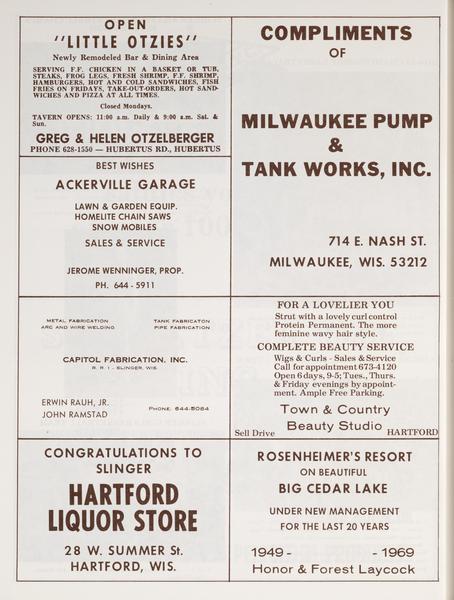 OPEN
"LITTLE OTZIES"
Newly Remodeled Bar & Dining Area
SERVING F.F. CHICKEN IN A BASKET OR TUB,
STEAKS, FROG LEGS, FRESH SHRIMP, F.F. SHRIMP,
HAMBURGERS, HOT AND COLD SANDWICHES, FISH
FRIES ON FRIDAYS, TAKE-OUT-ORDERS, HOT SAND-
WICHES AND PIZZA AT ALL TIMES.
Closed Mondays.
TAVERN OPENS: 11:00 a.m. Daily & 9:00 a.m. Sat. &
Sun.
GREG & HELEN OTZELBERGER
PHONE 628-1550 — HUBERTUS RD., HUBERTUS
BEST WISHES
ACKERVILLE GARAGE
LAWN & GARDEN EQUIP.
HOMELITE CHAIN SAWS
SNOW MOBILES
SALES & SERVICE
JEROME WENNINGER, PROP.
PH. 644-5911
METAL FABRICATION TANK FABRICATON
ARC AND WIRE WELDING PIPE FABRICATION
CAPITOL FABRICATION, INC.
R. R. 1 - SLINGER, WIS.
ERWIN RAUH, JR.
JOHN RAMSTAD
PHONE. 644-5084
CONGRATULATIONS TO
SLINGER
HARTFORD
LIQUOR STORE
28 W. SUMMER St.
HARTFORD, WIS.
COMPLIMENTS
OF
MILWAUKEE PUMP
&
TANK WORKS, INC.
714 E. NASH ST.
MILWAUKEE, WIS. 53212
FOR A LOVELIER YOU
Strut with a lovely curl control
Protein Permanent. The more
feminine wavy hair style.
COMPLETE BEAUTY SERVICE
Wigs & Curls - Sales & Service
Call for appointment 673-4120
Open 6 days, 9-5; Tues., Thurs.
& Friday evenings by appoint-
ment. Ample Free Parking.
Town & Country
Beauty Studio
Sell Drive HARTFORD
ROSENHEIMER'S RESORT
ON BEAUTIFUL
BIG CEDAR LAKE
UNDER NEW MANAGEMENT
FOR THE LAST 20 YEARS
1949 - - 1969
Honor & Forest Laycock